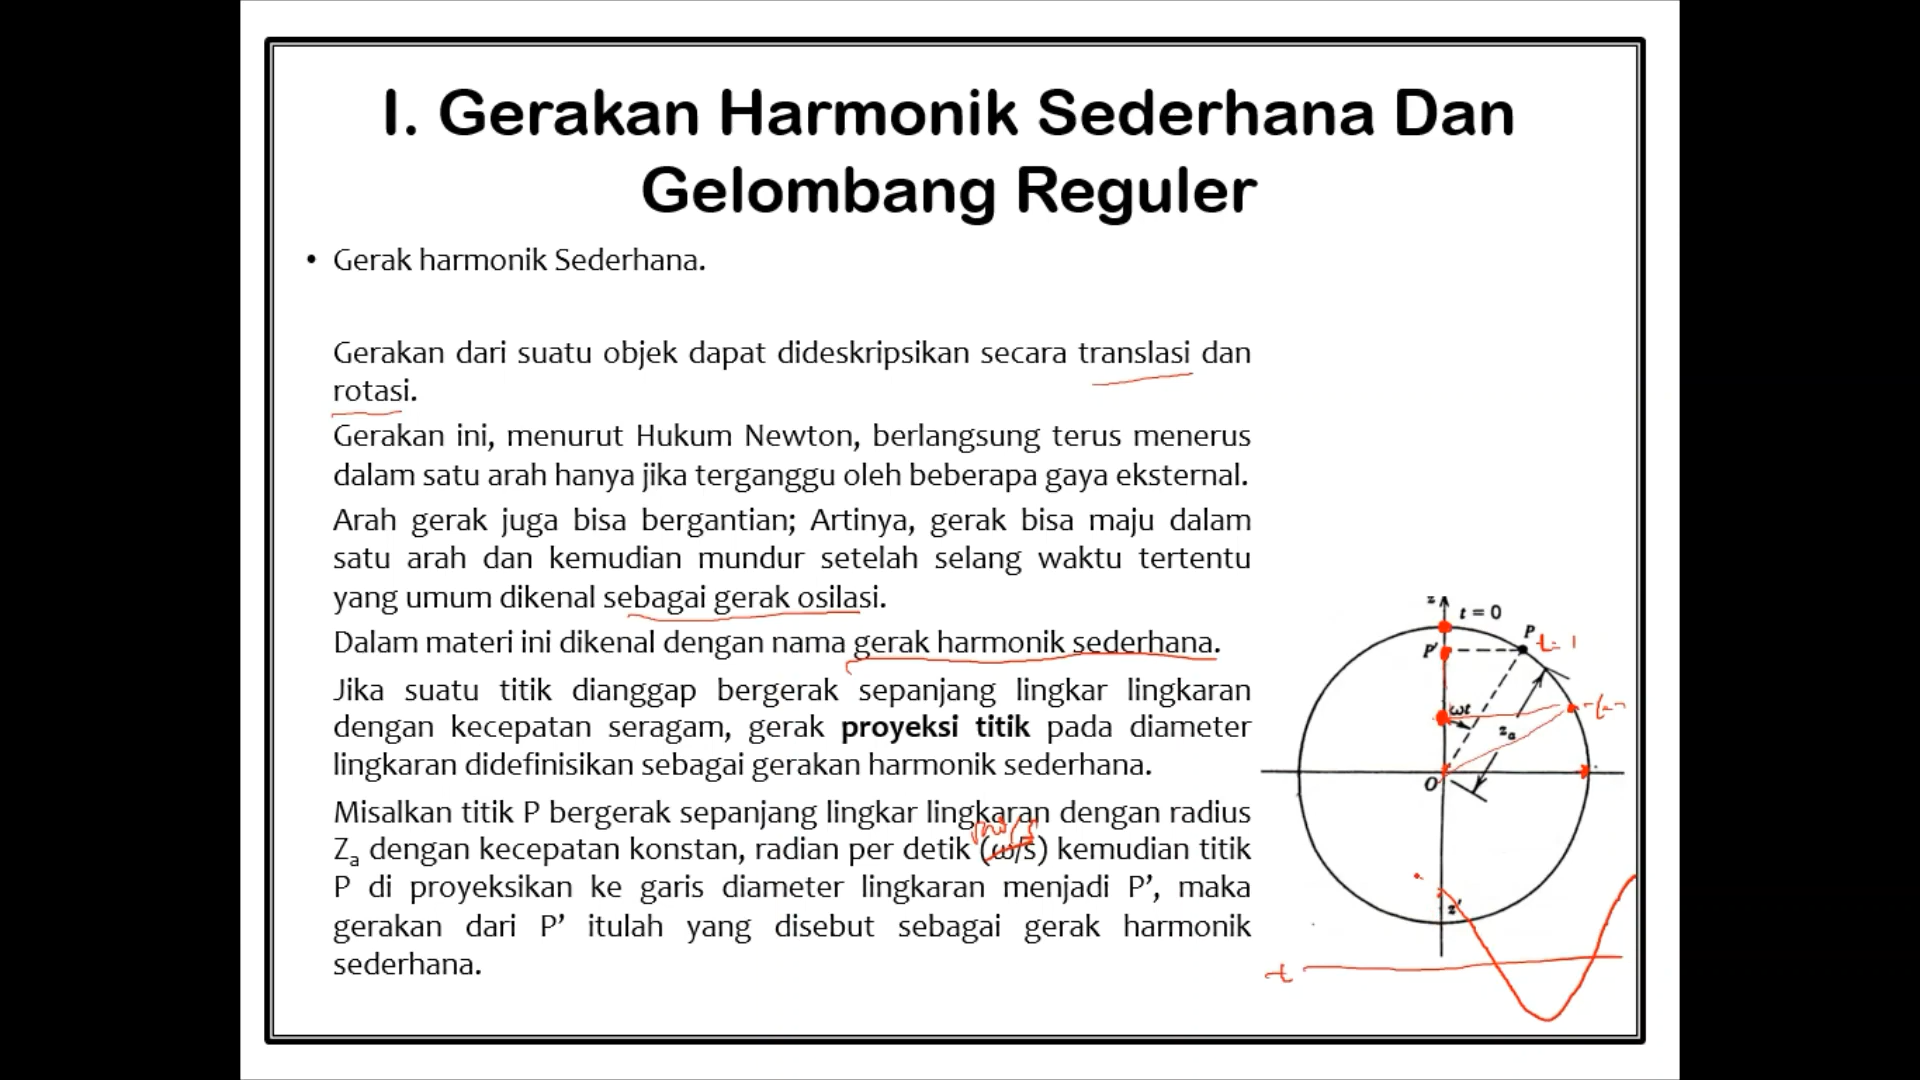 I. Gerakan Harmonik Sederhana Dan
Gelombang Reguler
• Gerak harmonik Sederhana.
Gerakan dari suatu objek dapat dideskripsikan secara translasi dan
rotasi.
Gerakan ini, menurut Hukum Newton, berlangsung terus menerus
dalam satu arah hanya jika terganggu oleh beberapa gaya eksternal.
Arah gerak juga bisa bergantian; Artinya, gerak bisa maju dalam
satu arah dan kemudian mundur setelah selang waktu tertentu
yang umum dikenal sebagai gerak osilasi.
Dalam materi ini dikenal dengan nama gerak harmonik sederhana.
Jika suatu titik dianggap bergerak sepanjang lingkar lingkaran
dengan kecepatan seragam, gerak proyeksi titik pada diameter
lingkaran didefinisikan sebagai gerakan harmonik sederhana.
Misalkan titik P bergerak sepanjang lingkar lingkaran dengan radius
Zₐ dengan kecepatan konstan, radian per detik (ω/s) kemudian titik
P di proyeksikan ke garis diameter lingkaran menjadi P’, maka
gerakan dari P’ itulah yang disebut sebagai gerak harmonik
sederhana.
z
t = 0
P
t=1
P'
ωt
zₐ
O
z'
t